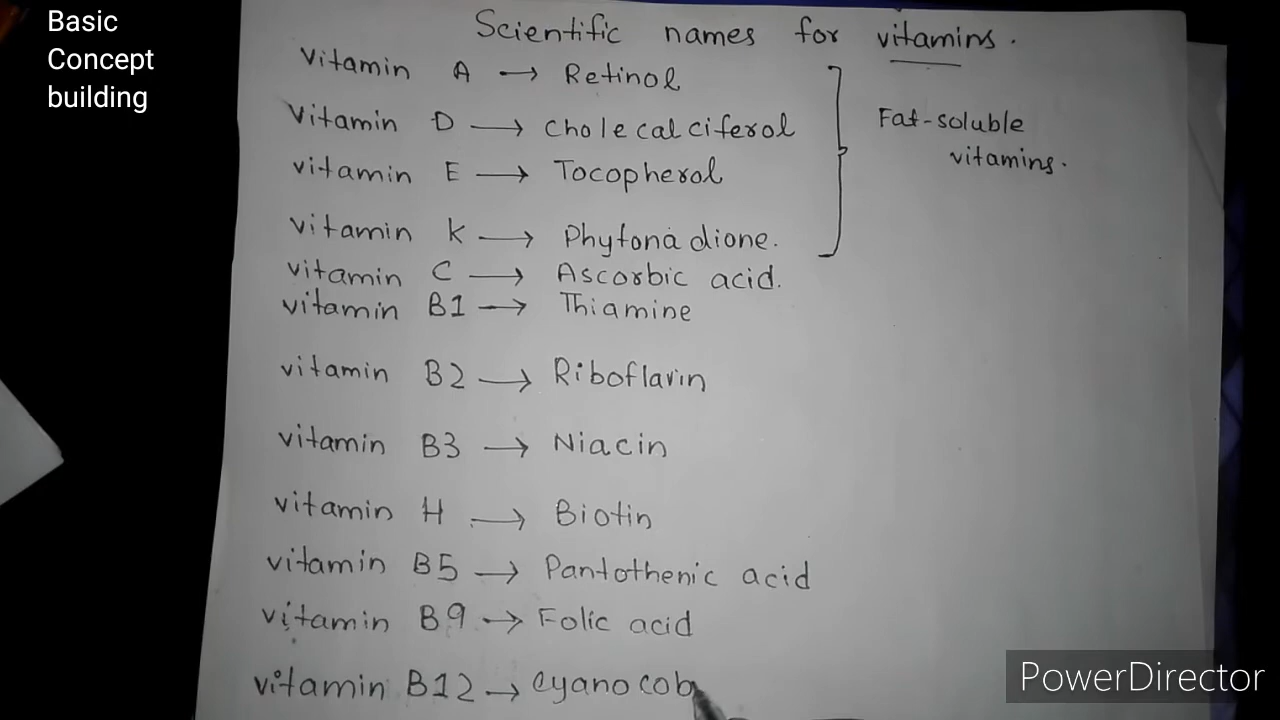 Basic
Concept
building
Scientific names for vitamins.
Vitamin A → Retinol
Vitamin D → Cholecalciferol
Fat-soluble
vitamins.
vitamin E → Tocopherol
vitamin K → Phytonadione.
vitamin C → Ascorbic acid.
vitamin B1 → Thiamine
vitamin B2 → Riboflavin
vitamin B3 → Niacin
vitamin H → Biotin
vitamin B5 → Pantothenic acid
vitamin B9 → Folic acid
vitamin B12 → Cyanocob
PowerDirector